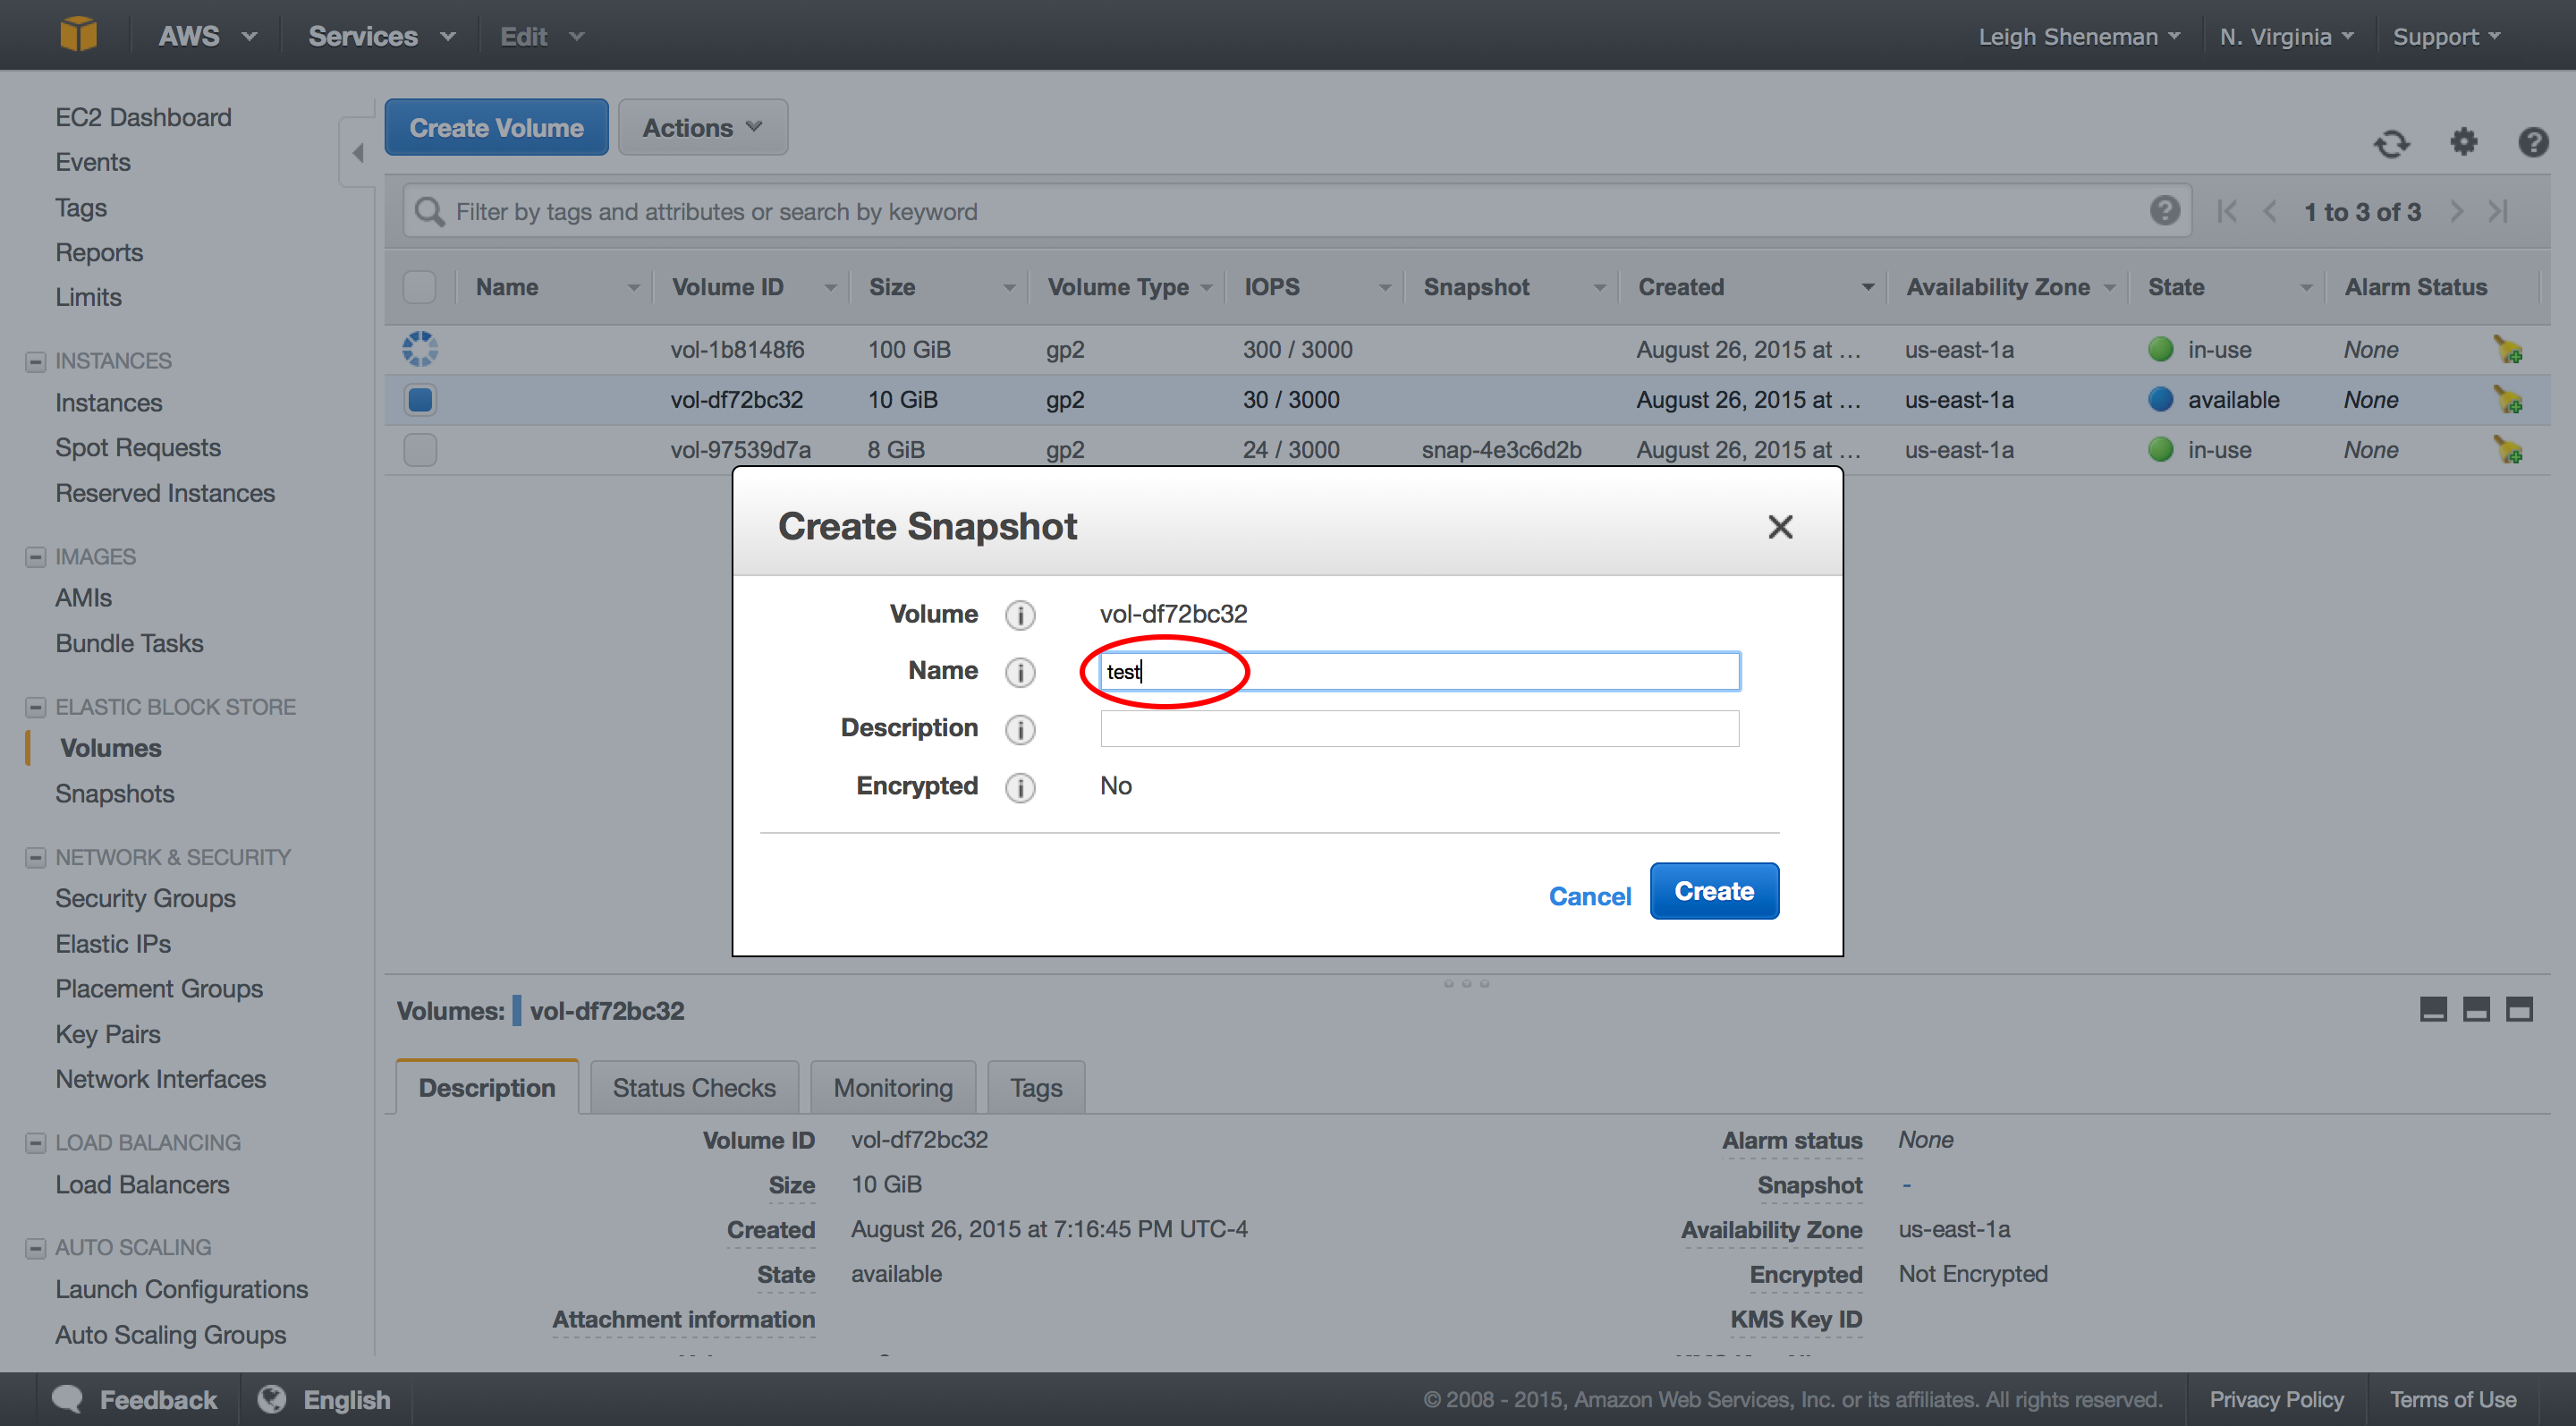 AWS Services Edit Leigh Sheneman N. Virginia Support
EC2 Dashboard
Events
Tags
Reports
Limits
INSTANCES
Instances
Spot Requests
Reserved Instances
IMAGES
AMIs
Bundle Tasks
ELASTIC BLOCK STORE
Volumes
Snapshots
NETWORK & SECURITY
Security Groups
Elastic IPs
Placement Groups
Key Pairs
Network Interfaces
LOAD BALANCING
Load Balancers
AUTO SCALING
Launch Configurations
Auto Scaling Groups
Create Volume Actions
Filter by tags and attributes or search by keyword 1 to 3 of 3
Name Volume ID Size Volume Type IOPS Snapshot Created Availability Zone State Alarm Status
vol-1b8148f6 100 GiB gp2 300 / 3000 August 26, 2015 at ... us-east-1a in-use None
vol-df72bc32 10 GiB gp2 30 / 3000 August 26, 2015 at ... us-east-1a available None
vol-97539d7a 8 GiB gp2 24 / 3000 snap-4e3c6d2b August 26, 2015 at ... us-east-1a in-use None
Create Snapshot
Volume vol-df72bc32
Name test
Description
Encrypted No
Cancel Create
Volumes: vol-df72bc32
Description Status Checks Monitoring Tags
Volume ID vol-df72bc32 Alarm status None
Size 10 GiB Snapshot -
Created August 26, 2015 at 7:16:45 PM UTC-4 Availability Zone us-east-1a
State available Encrypted Not Encrypted
Attachment information KMS Key ID
Feedback English © 2008 - 2015, Amazon Web Services, Inc. or its affiliates. All rights reserved. Privacy Policy Terms of Use